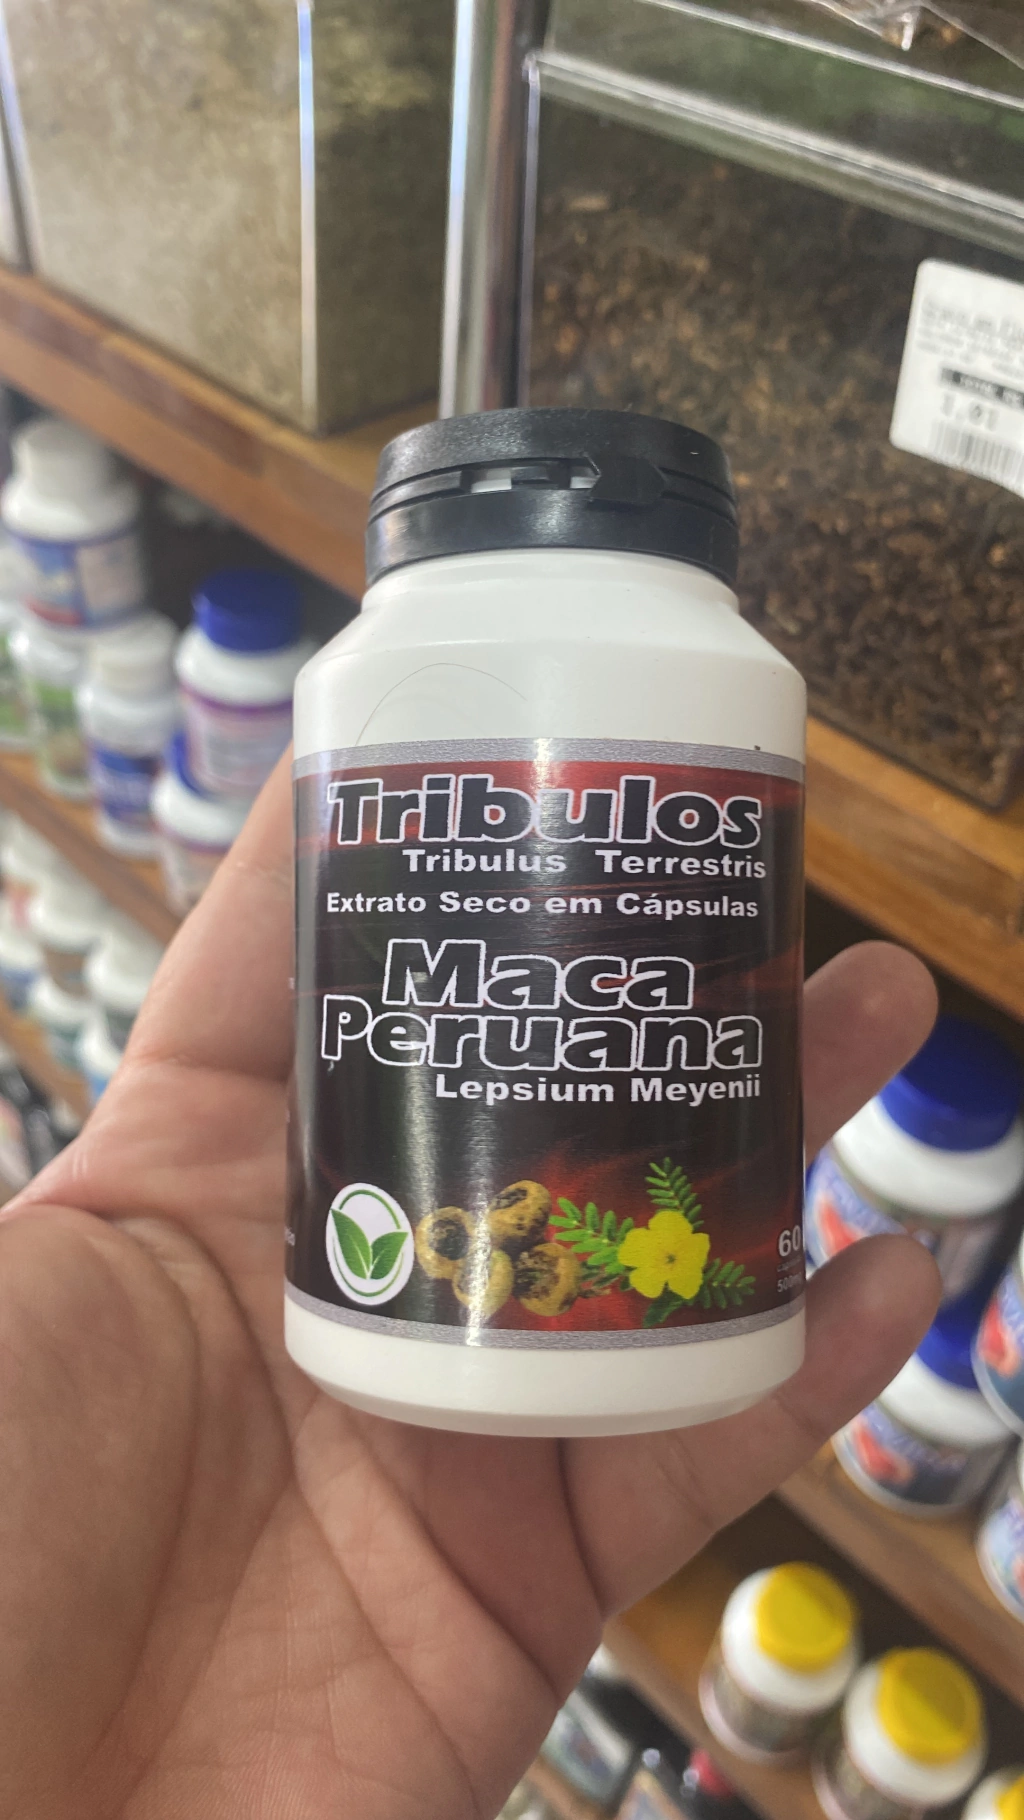 Tribulos
Tribulus Terrestris
Extrato Seco em Cápsulas
Maca
Peruana
Lepsium Meyenii
60